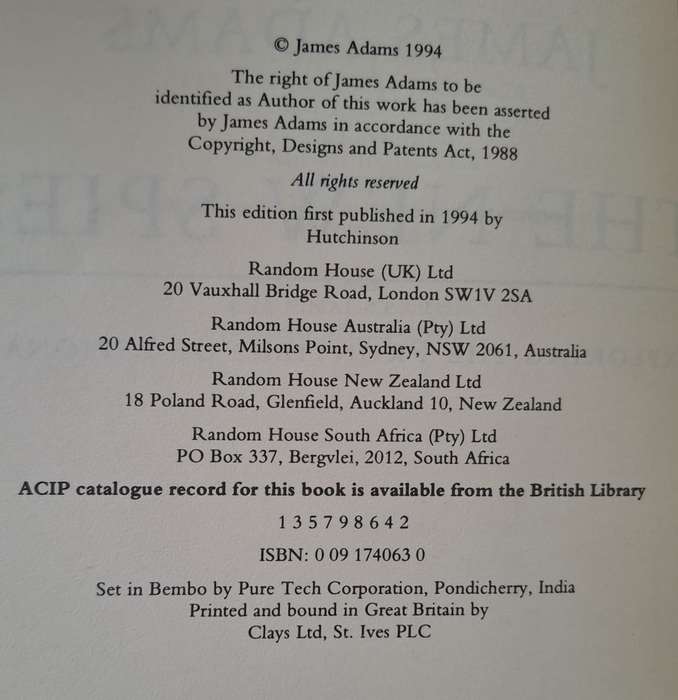 © James Adams 1994
The right of James Adams to be
identified as Author of this work has been asserted
by James Adams in accordance with the
Copyright, Designs and Patents Act, 1988
All rights reserved
This edition first published in 1994 by
Hutchinson
Random House (UK) Ltd
20 Vauxhall Bridge Road, London SW1V 2SA
Random House Australia (Pty) Ltd
20 Alfred Street, Milsons Point, Sydney, NSW 2061, Australia
Random House New Zealand Ltd
18 Poland Road, Glenfield, Auckland 10, New Zealand
Random House South Africa (Pty) Ltd
PO Box 337, Bergvlei, 2012, South Africa
ACIP catalogue record for this book is available from the British Library
1 3 5 7 9 8 6 4 2
ISBN: 0 09 174063 0
Set in Bembo by Pure Tech Corporation, Pondicherry, India
Printed and bound in Great Britain by
Clays Ltd, St. Ives PLC